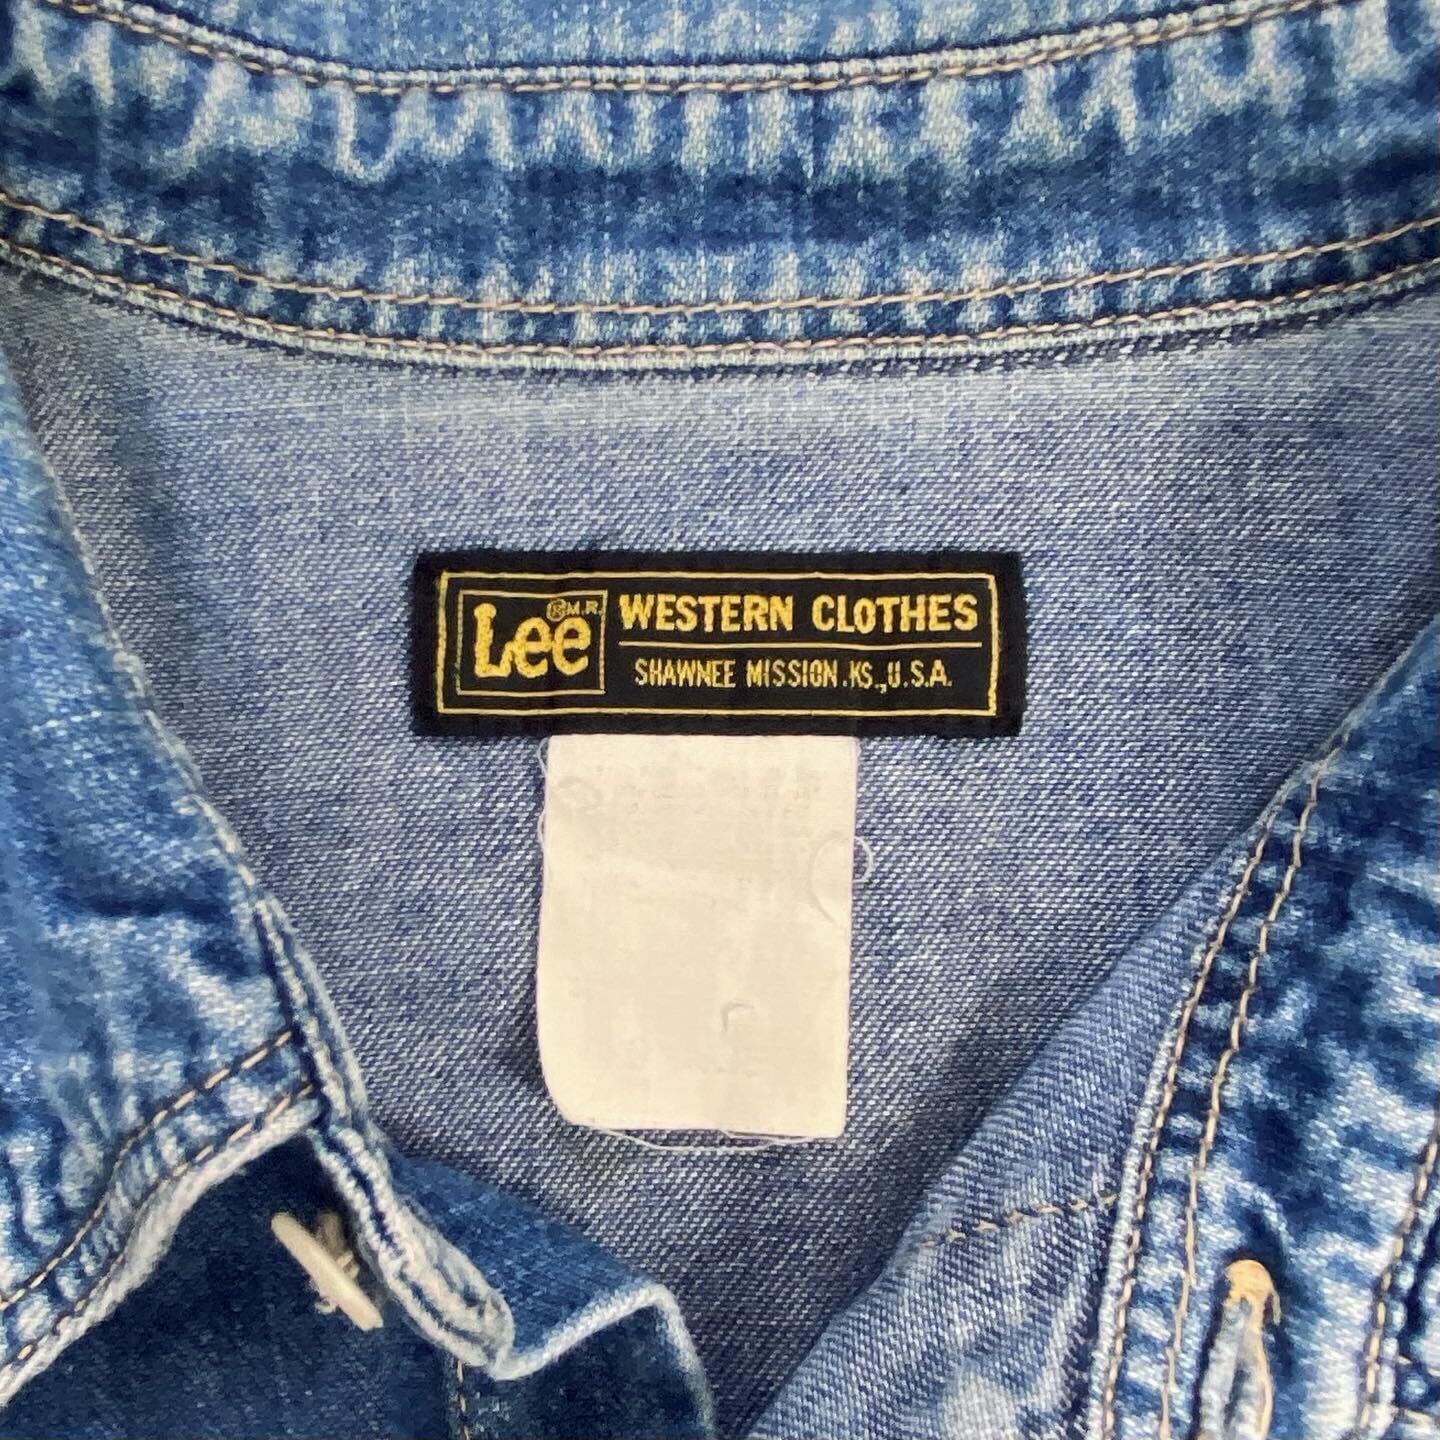 Lee ® M.R.
WESTERN CLOTHES
SHAWNEE MISSION.KS.,U.S.A.